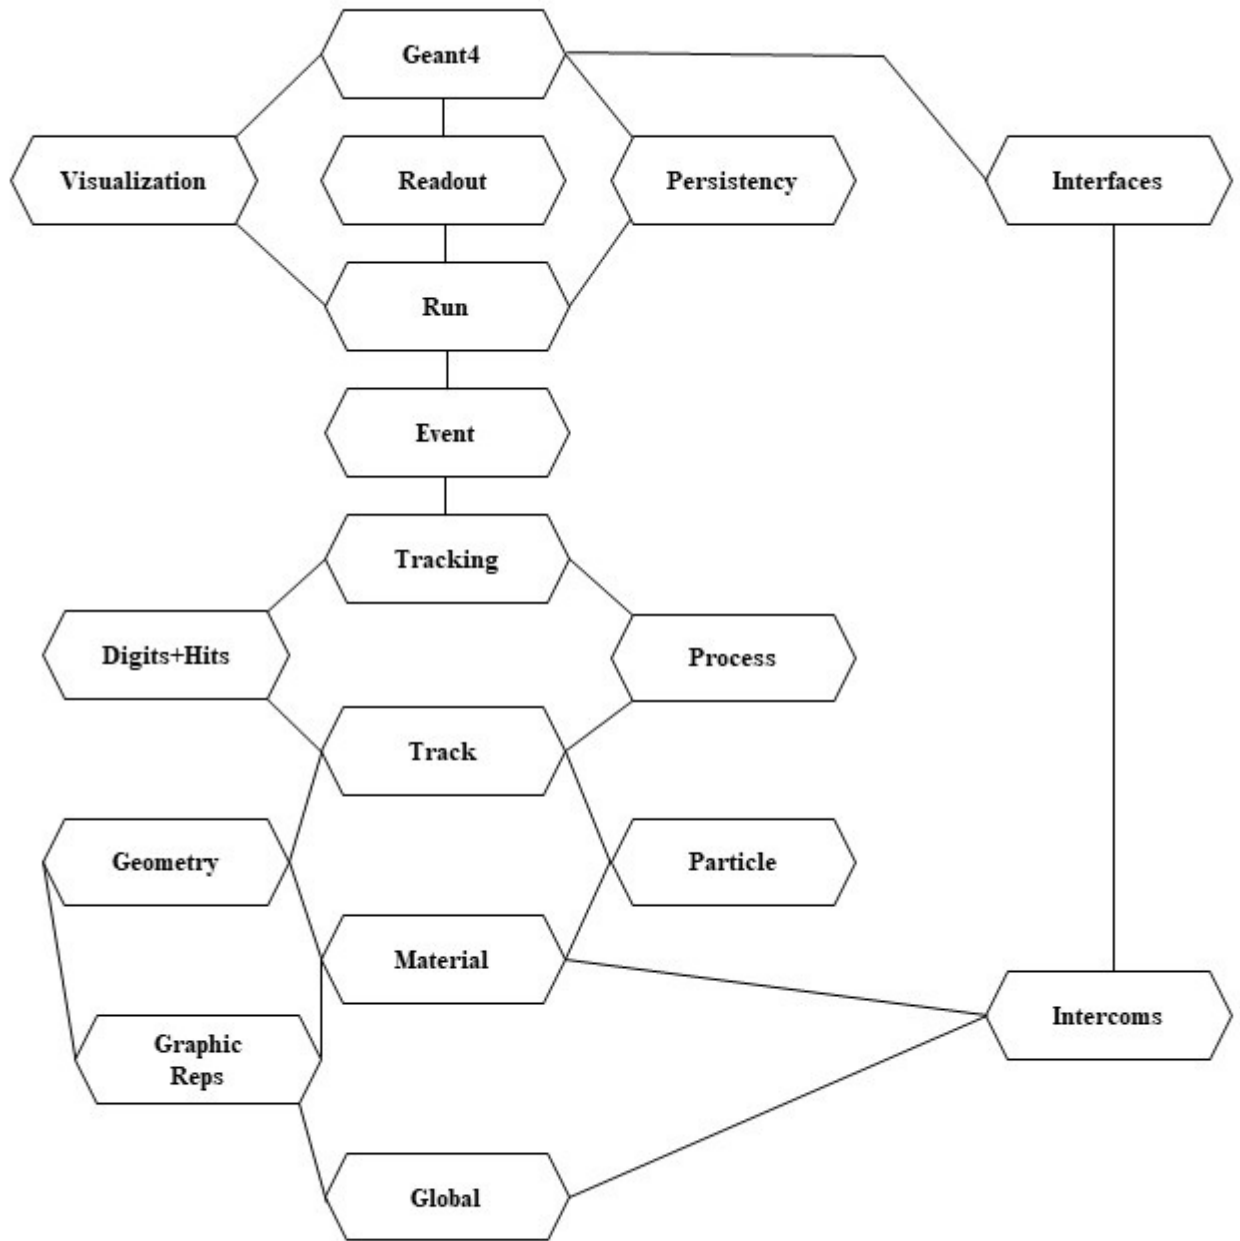 Geant4
Visualization
Readout
Persistency
Interfaces
Run
Event
Tracking
Digits+Hits
Process
Track
Geometry
Particle
Material
Intercoms
Graphic
Reps
Global